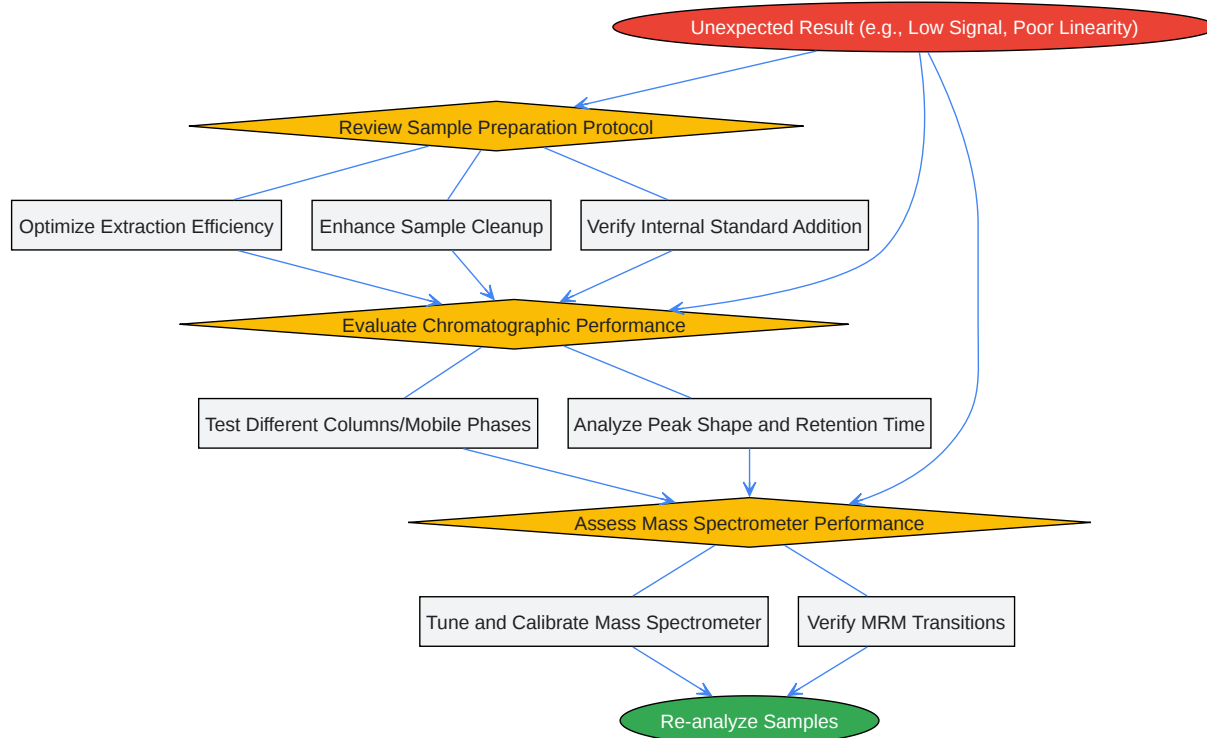 Unexpected Result (e.g., Low Signal, Poor Linearity)
Review Sample Preparation Protocol
Optimize Extraction Efficiency
Enhance Sample Cleanup
Verify Internal Standard Addition
Evaluate Chromatographic Performance
Test Different Columns/Mobile Phases
Analyze Peak Shape and Retention Time
Assess Mass Spectrometer Performance
Tune and Calibrate Mass Spectrometer
Verify MRM Transitions
Re-analyze Samples